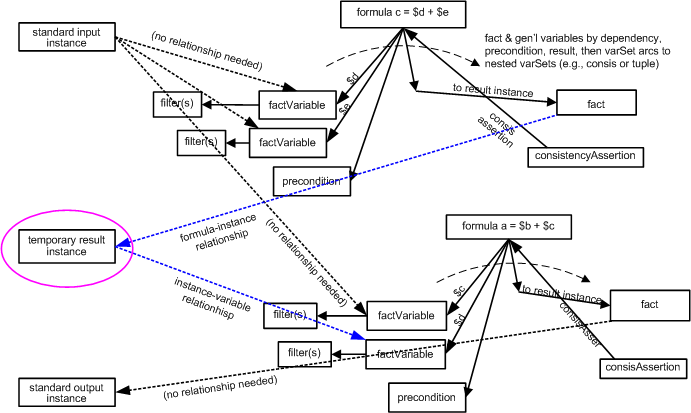 formula c = $d + $e
standard input
instance
(no relationship needed)
fact & gen'l variables by dependency,
precondition, result, then varSet arcs to
nested varSets (e.g., consis or tuple)
$d
to result instance
filter(s)
factVariable
$e
fact
consis
assertion
filter(s)
factVariable
consistencyAssertion
precondition
formula a = $b + $c
formula-instance
relationship
(no relationship needed)
temporary result
instance
instance-variable
relationhisp
$c
to result instance
fact
filter(s)
factVariable
$d
consisAsser
filter(s)
factVariable
consisAssertion
standard output
instance
(no relationship needed)
precondition